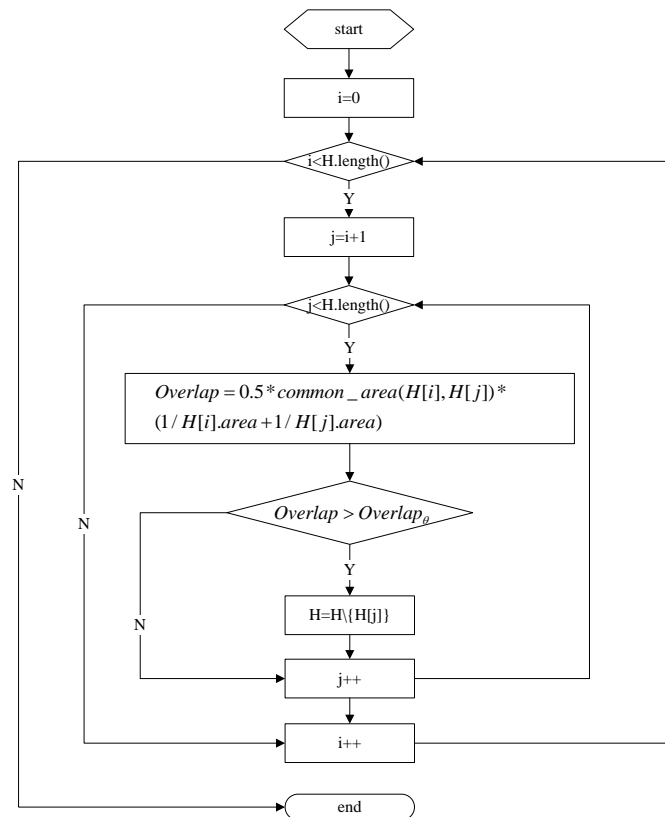 start
i=0
i<H.length()
Y
j=i+1
j<H.length()
Y
Overlap = 0.5*common_area(H[i],H[j])*
(1/H[i].area+1/H[j].area)
N
N
Overlap > Overlap_θ
Y
H=H\{H[j]}
N
j++
i++
end